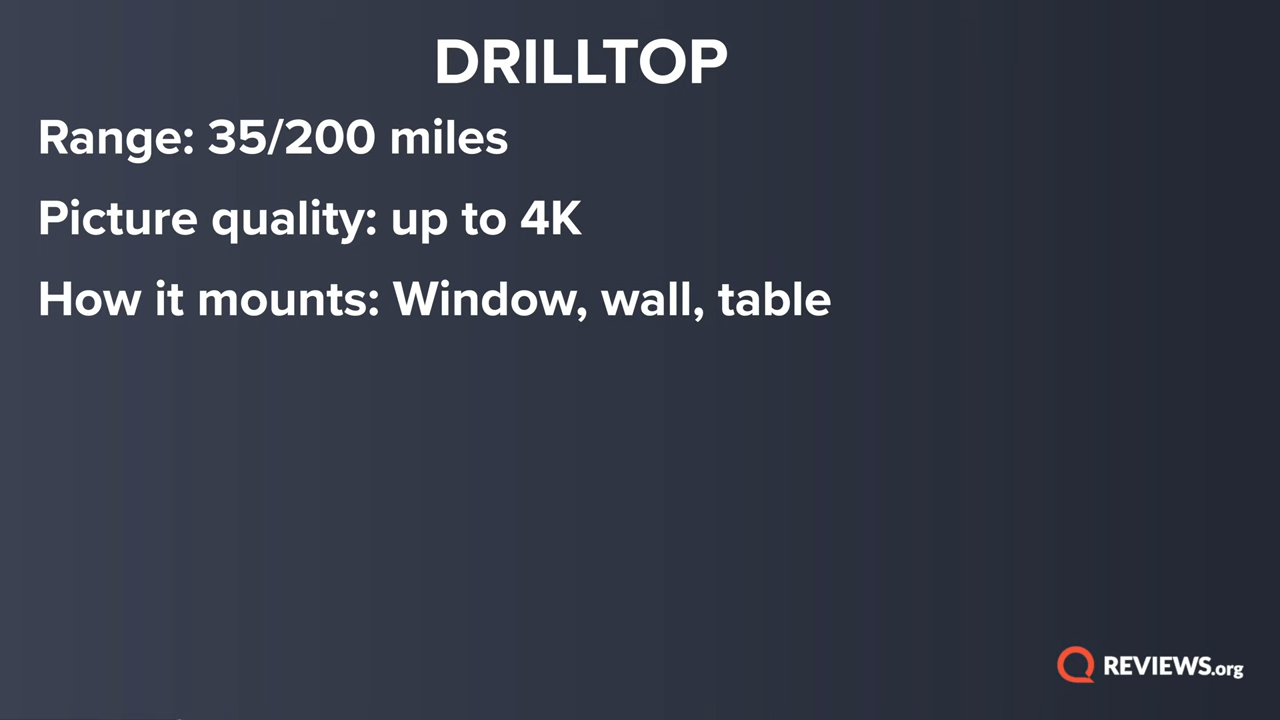 DRILLTOP
Range: 35/200 miles
Picture quality: up to 4K
How it mounts: Window, wall, table
REVIEWS.org